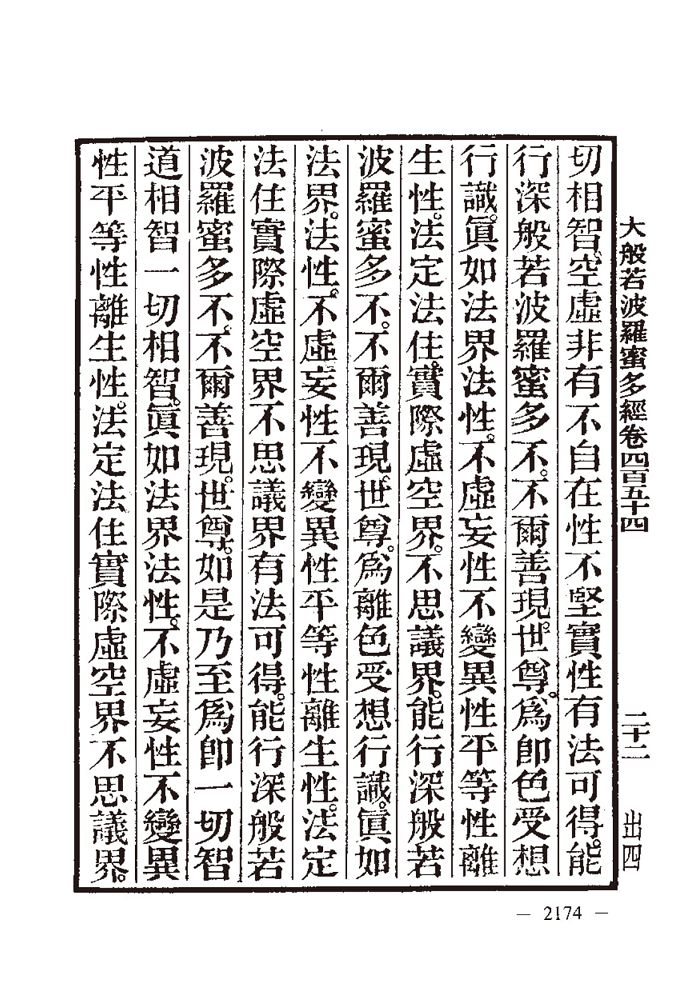 大般若波羅蜜多經卷四百五十四 二十二 出四
切相智。空虛非有不自在性不堅實性有法可得。能
行深般若波羅蜜多不。不爾善現。世尊。爲卽色受想
行識。眞如法界法性。不虛妄性不變異性平等性離
生性。法定法住。實際虛空界。不思議界。能行深般若
波羅蜜多不。不爾善現。世尊。爲離色受想行識。眞如
法界。法性。不虛妄性不變異性平等性離生性。法定
法住實際虛空界不思議界有法可得。能行深般若
波羅蜜多不。不爾善現。世尊。如是乃至爲卽一切智
道相智一切相智。眞如法界法性。不虛妄性不變異
性平等性離生性。法定法住實際虛空界不思議界。
— 2174 —